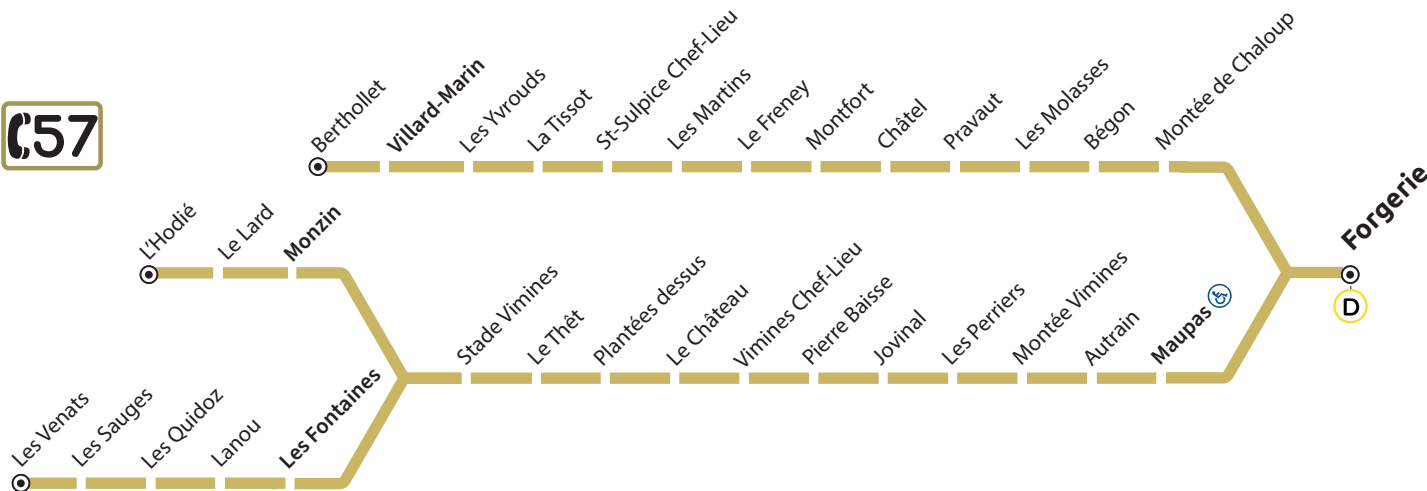 57
Berthollet
Villard-Marin
Les Yvrouds
La Tissot
St-Sulpice Chef-Lieu
Les Martins
Le Freney
Montfort
Châtel
Pravaut
Les Molasses
Bégon
Montée de Chaloup
Forgerie
D
L'Hodié
Le Lard
Monzin
Stade Vimines
Le Thêt
Plantées dessus
Le Château
Vimines Chef-Lieu
Pierre Baisse
Jovinal
Les Perriers
Montée Vimines
Autrain
Maupas
Les Venats
Les Sauges
Les Quidoz
Lanou
Les Fontaines